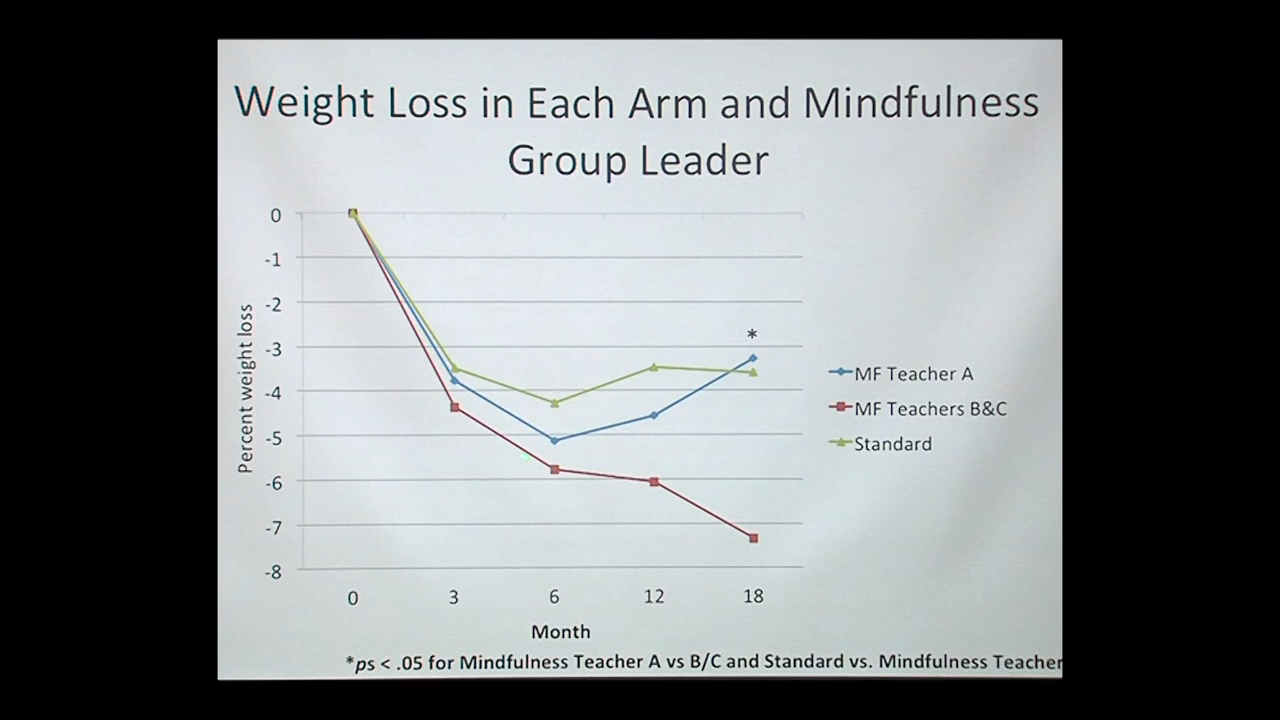 Weight Loss in Each Arm and Mindfulness
Group Leader
0
-1
-2
-3
-4
-5
-6
-7
-8
Percent weight loss
*
0 3 6 12 18
Month
MF Teacher A
MF Teachers B&C
Standard
*ps < .05 for Mindfulness Teacher A vs B/C and Standard vs. Mindfulness Teacher